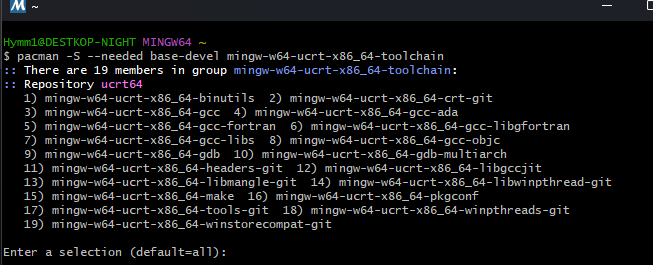 ~
Hymm1@DESTKOP-NIGHT MINGW64 ~
$ pacman -S --needed base-devel mingw-w64-ucrt-x86_64-toolchain
:: There are 19 members in group mingw-w64-ucrt-x86_64-toolchain:
:: Repository ucrt64
1) mingw-w64-ucrt-x86_64-binutils 2) mingw-w64-ucrt-x86_64-crt-git
3) mingw-w64-ucrt-x86_64-gcc 4) mingw-w64-ucrt-x86_64-gcc-ada
5) mingw-w64-ucrt-x86_64-gcc-fortran 6) mingw-w64-ucrt-x86_64-gcc-libgfortran
7) mingw-w64-ucrt-x86_64-gcc-libs 8) mingw-w64-ucrt-x86_64-gcc-objc
9) mingw-w64-ucrt-x86_64-gdb 10) mingw-w64-ucrt-x86_64-gdb-multiarch
11) mingw-w64-ucrt-x86_64-headers-git 12) mingw-w64-ucrt-x86_64-libgccjit
13) mingw-w64-ucrt-x86_64-libmangle-git 14) mingw-w64-ucrt-x86_64-libwinpthread-git
15) mingw-w64-ucrt-x86_64-make 16) mingw-w64-ucrt-x86_64-pkgconf
17) mingw-w64-ucrt-x86_64-tools-git 18) mingw-w64-ucrt-x86_64-winpthreads-git
19) mingw-w64-ucrt-x86_64-winstorecompat-git
Enter a selection (default=all):